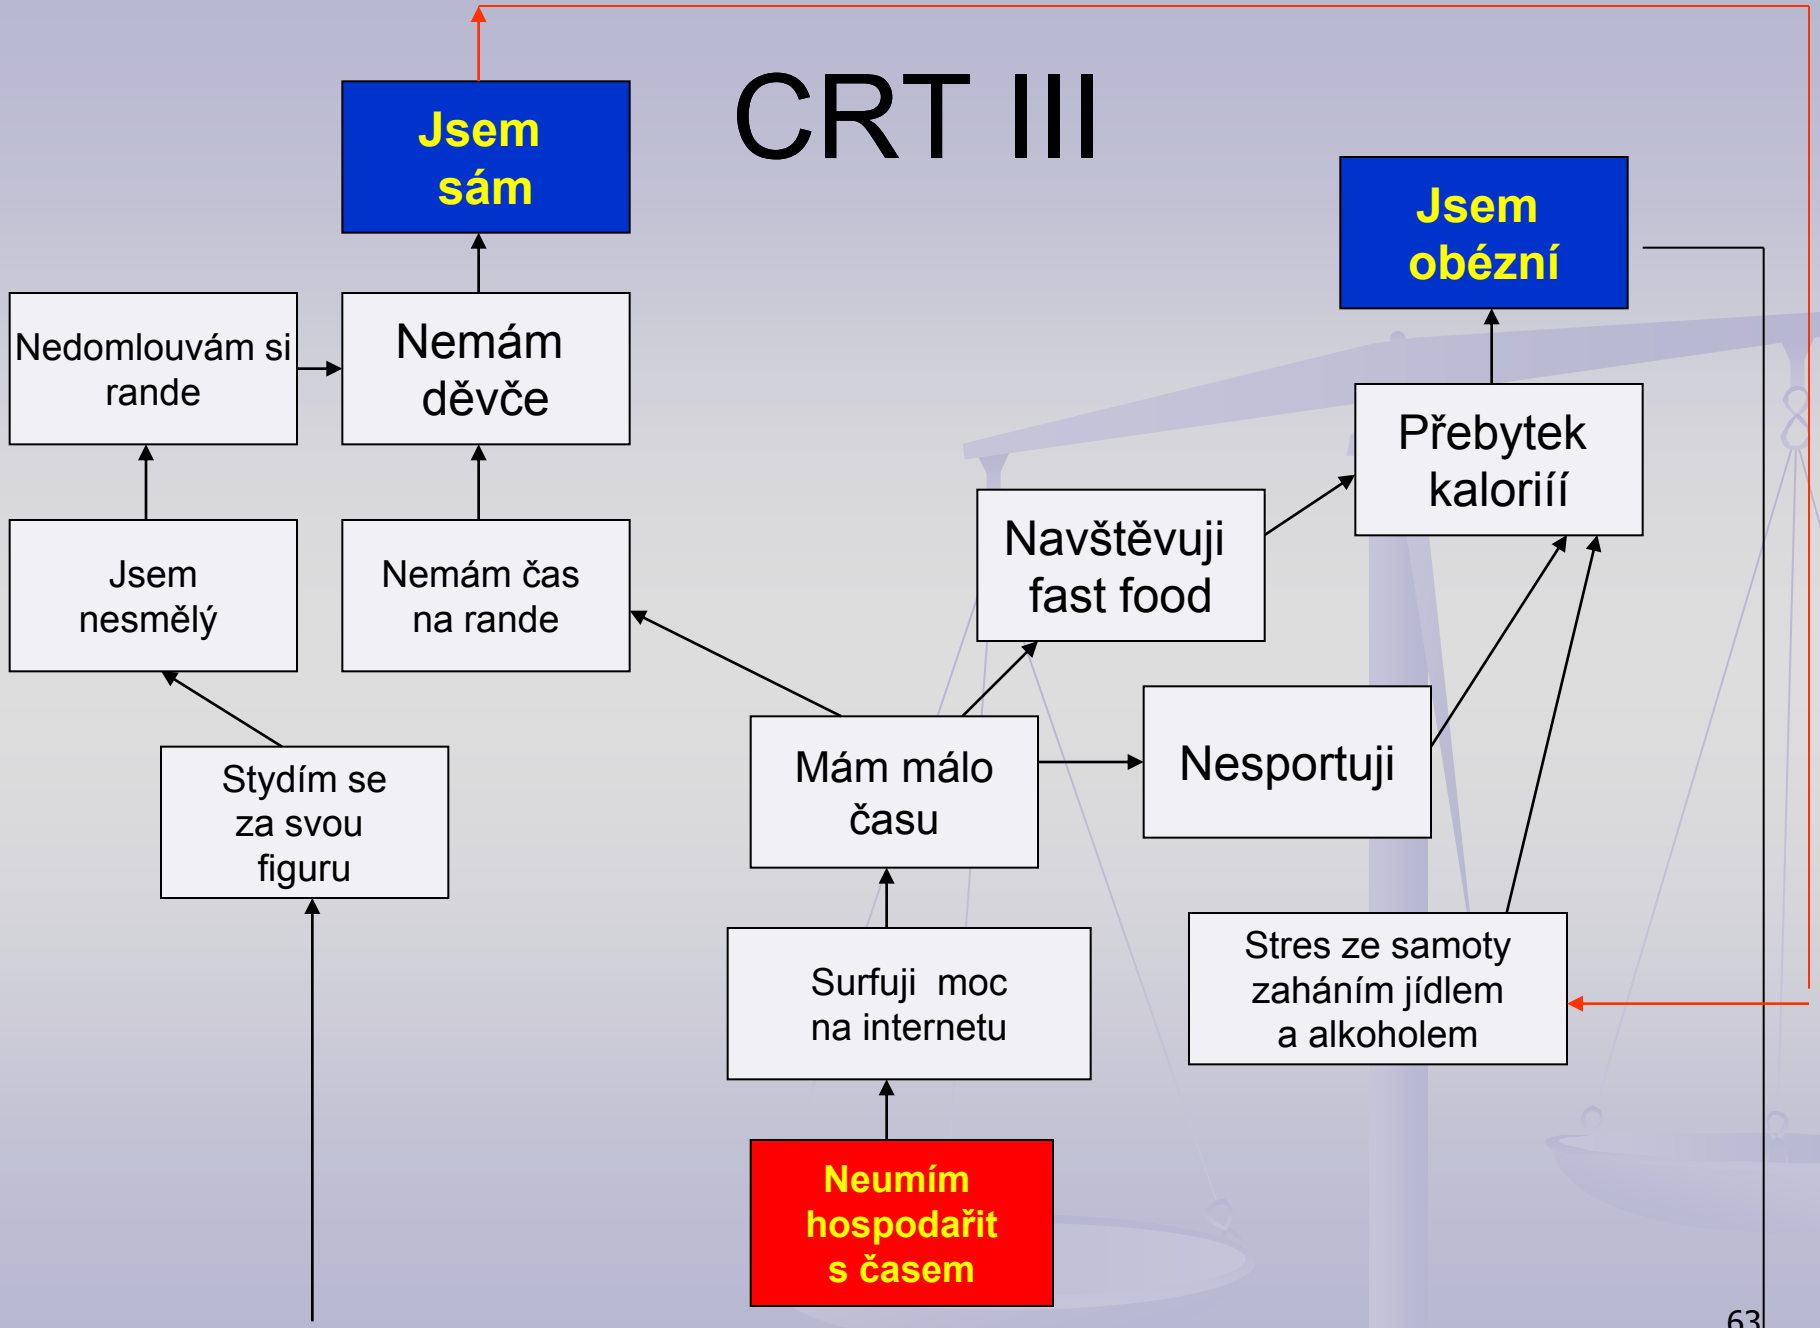 CRT III
Jsem
sám
Jsem
obézní
Nedomlouvám si
rande
Nemám
děvče
Přebytek
kaloriíí
Navštěvuji
fast food
Jsem
nesmělý
Nemám čas
na rande
Mám málo
času
Nesportuji
Stydím se
za svou
figuru
Surfuji  moc
na internetu
Stres ze samoty
zaháním jídlem
a alkoholem
Neumím
hospodařit
s časem
63